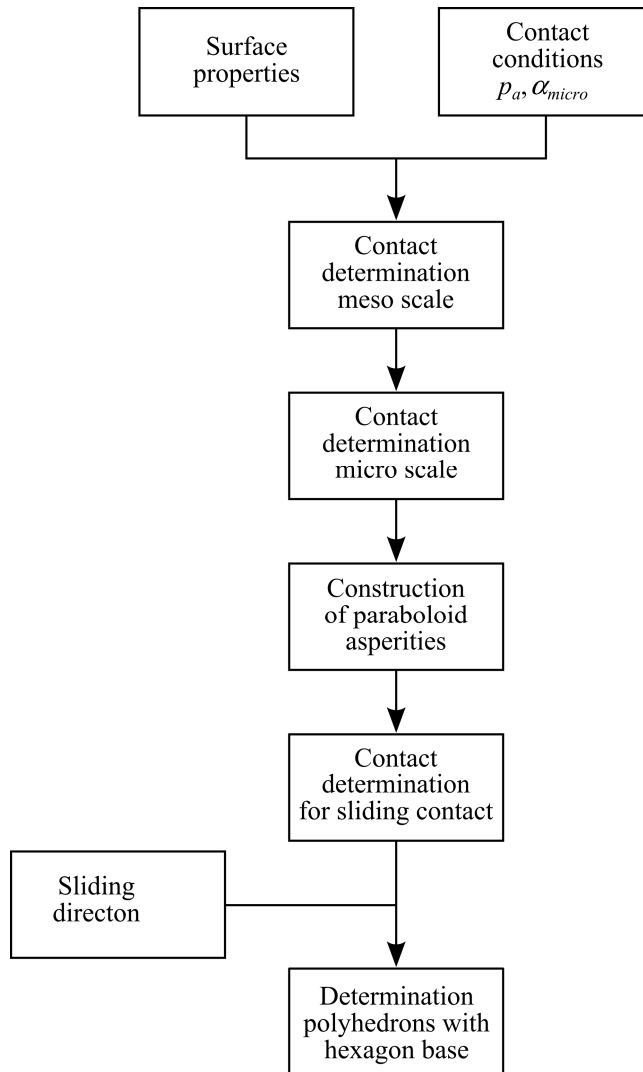 Surface
properties
Contact
conditions
pₐ, α_micro
Contact
determination
meso scale
Contact
determination
micro scale
Construction
of paraboloid
asperities
Contact
determination
for sliding contact
Sliding
directon
Determination
polyhedrons with
hexagon base